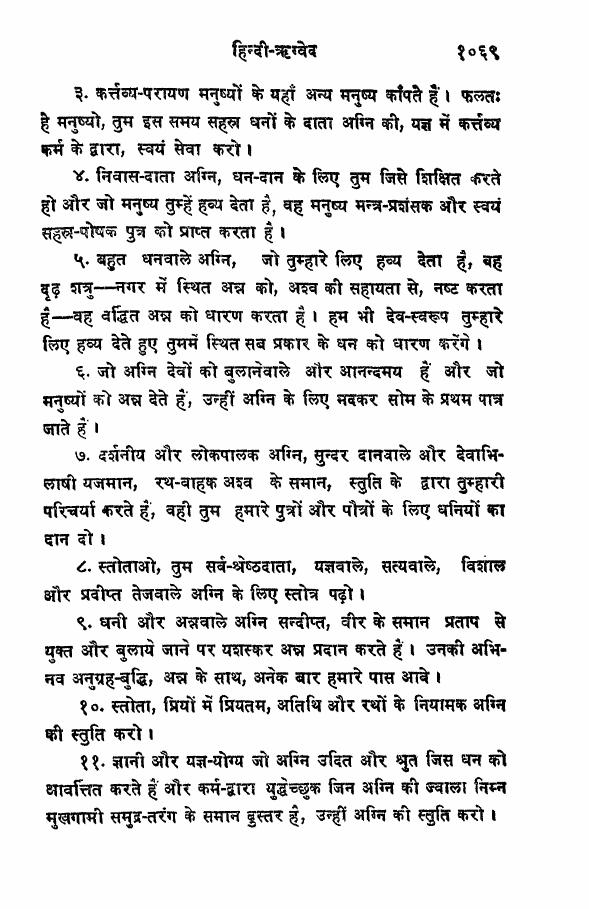 हिन्दी-ऋग्वेद १०६९
३. कर्त्तव्य-परायण मनुष्यों के यहाँ अन्य मनुष्य काँपते हैं। फलतः
हे मनुष्यो, तुम इस समय सहस्र धनों के दाता अग्नि की, यज्ञ में कर्त्तव्य
कर्म के द्वारा, स्वयं सेवा करो।
४. निवास-दाता अग्नि, धन-दान के लिए तुम जिसे शिक्षित करते
हो और जो मनुष्य तुम्हें हव्य देता है, वह मनुष्य मन्त्र-प्रशंसक और स्वयं
सहस्र-पोषक पुत्र को प्राप्त करता है।
५. बहुत धनवाले अग्नि, जो तुम्हारे लिए हव्य देता है, वह
दृढ़ शत्रु—नगर में स्थित अन्न को, अश्व की सहायता से, नष्ट करता
है—वह वर्द्धित अन्न को धारण करता है। हम भी देव-स्वरूप तुम्हारे
लिए हव्य देते हुए तुममें स्थित सब प्रकार के धन को धारण करेंगे।
६. जो अग्नि देवों को बुलानेवाले और आनन्दमय हैं और जो
मनुष्यों को अन्न देते हैं, उन्हीं अग्नि के लिए मदकर सोम के प्रथम पात्र
जाते हैं।
७. दर्शनीय और लोकपालक अग्नि, सुन्दर दानवाले और देवाभि-
लाषी यजमान, रथ-वाहक अश्व के समान, स्तुति के द्वारा तुम्हारी
परिचर्या करते हैं, वही तुम हमारे पुत्रों और पौत्रों के लिए धनियों का
दान दो।
८. स्तोताओ, तुम सर्व-श्रेष्ठदाता, यज्ञवाले, सत्यवाले, विशाल
और प्रदीप्त तेजवाले अग्नि के लिए स्तोत्र पढ़ो।
९. धनी और अन्नवाले अग्नि सन्दीप्त, वीर के समान प्रताप से
युक्त और बुलाये जाने पर यशस्कर अन्न प्रदान करते हैं। उनकी अभि-
नव अनुग्रह-बुद्धि, अन्न के साथ, अनेक बार हमारे पास आवे।
१०. स्तोता, प्रियों में प्रियतम, अतिथि और रथों के नियामक अग्नि
की स्तुति करो।
११. ज्ञानी और यज्ञ-योग्य जो अग्नि उदित और श्रुत जिस धन को
आवर्त्तित करते हैं और कर्म-द्वारा युद्धेच्छुक जिन अग्नि की ज्वाला निम्न
मुखगामी समुद्र-तरंग के समान दुस्तर है, उन्हीं अग्नि की स्तुति करो।